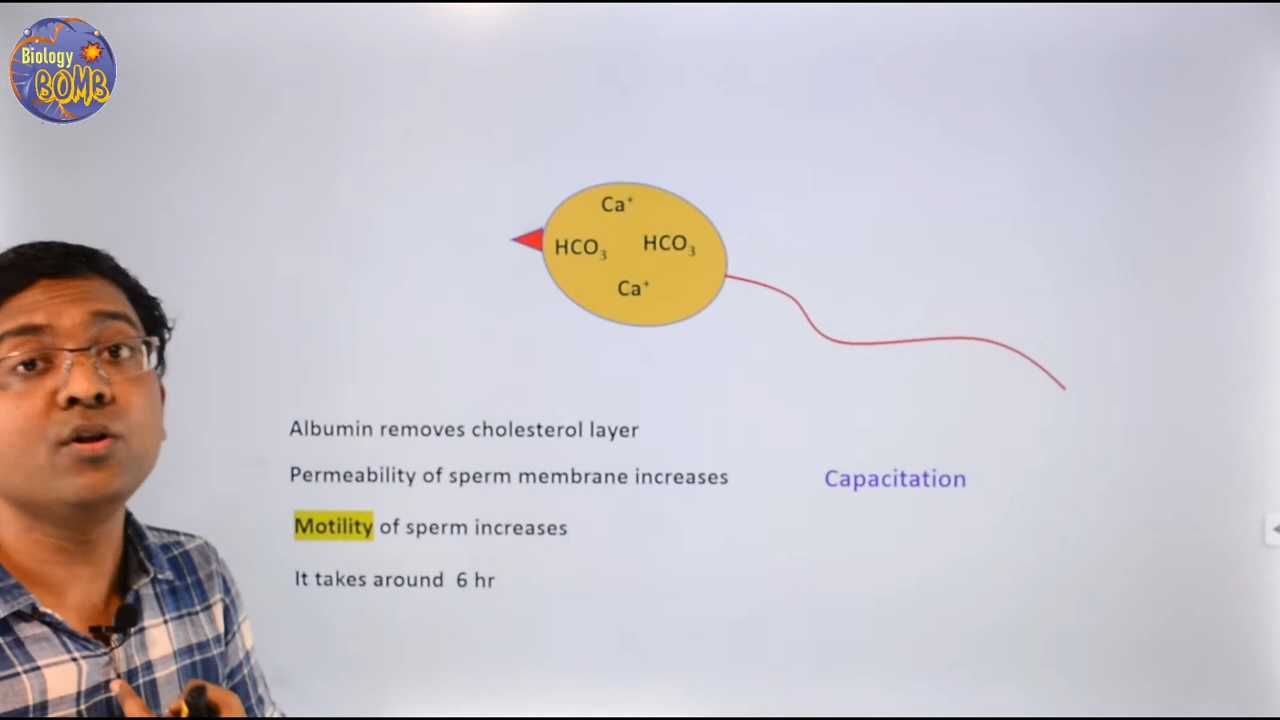 Biology
BOMB
Ca⁺
HCO₃ HCO₃
Ca⁺
Albumin removes cholesterol layer
Permeability of sperm membrane increases
Capacitation
Motility of sperm increases
It takes around 6 hr